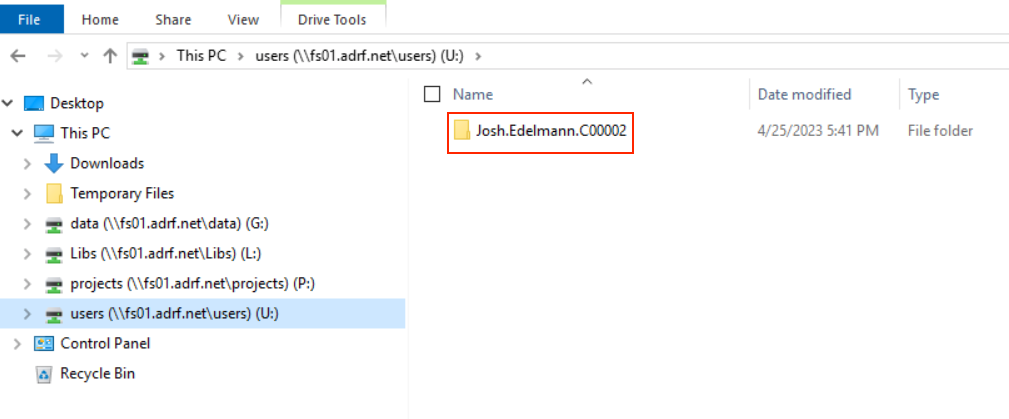 File Home Share View Drive Tools
This PC users (\\fs01.adrf.net\users) (U:)
Name Date modified Type
Josh.Edelmann.C00002 4/25/2023 5:41 PM File folder
Desktop
This PC
Downloads
Temporary Files
data (\\fs01.adrf.net\data) (G:)
Libs (\\fs01.adrf.net\Libs) (L:)
projects (\\fs01.adrf.net\projects) (P:)
users (\\fs01.adrf.net\users) (U:)
Control Panel
Recycle Bin